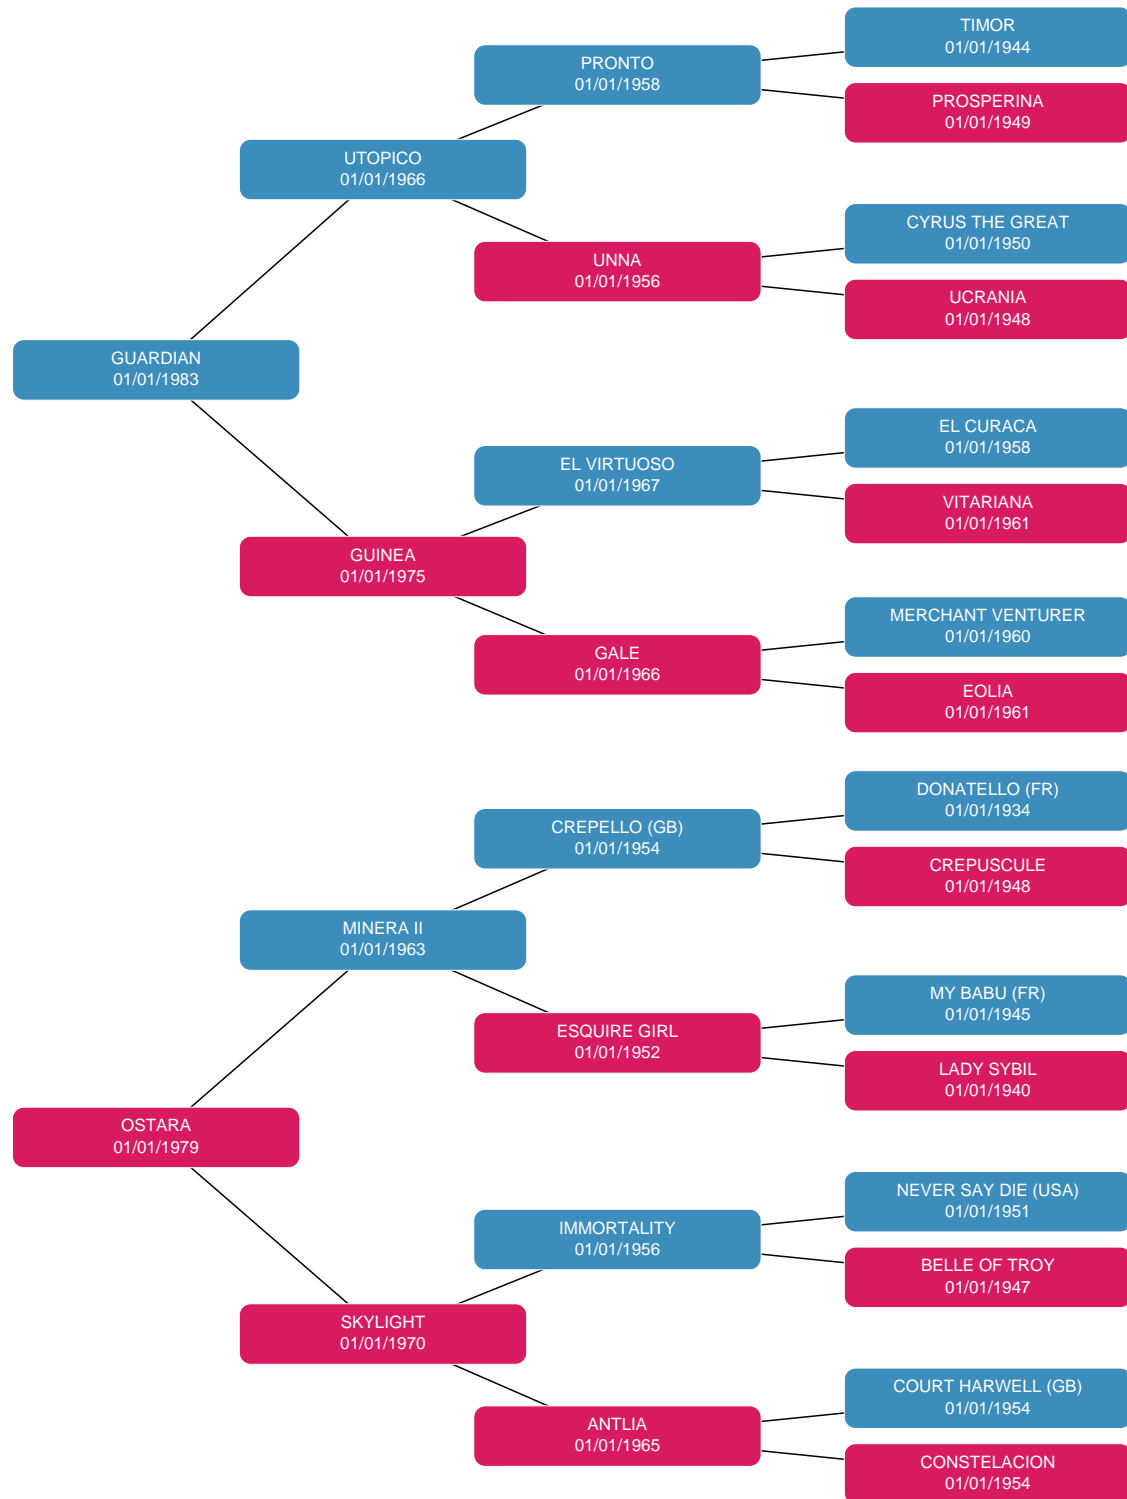 TIMOR
01/01/1944
PRONTO
01/01/1958
PROSPERINA
01/01/1949
UTOPICO
01/01/1966
CYRUS THE GREAT
01/01/1950
UNNA
01/01/1956
UCRANIA
01/01/1948
GUARDIAN
01/01/1983
EL CURACA
01/01/1958
EL VIRTUOSO
01/01/1967
VITARIANA
01/01/1961
GUINEA
01/01/1975
MERCHANT VENTURER
01/01/1960
GALE
01/01/1966
EOLIA
01/01/1961
DONATELLO (FR)
01/01/1934
CREPELLO (GB)
01/01/1954
CREPUSCULE
01/01/1948
MINERA II
01/01/1963
MY BABU (FR)
01/01/1945
ESQUIRE GIRL
01/01/1952
LADY SYBIL
01/01/1940
OSTARA
01/01/1979
NEVER SAY DIE (USA)
01/01/1951
IMMORTALITY
01/01/1956
BELLE OF TROY
01/01/1947
SKYLIGHT
01/01/1970
COURT HARWELL (GB)
01/01/1954
ANTLIA
01/01/1965
CONSTELACION
01/01/1954